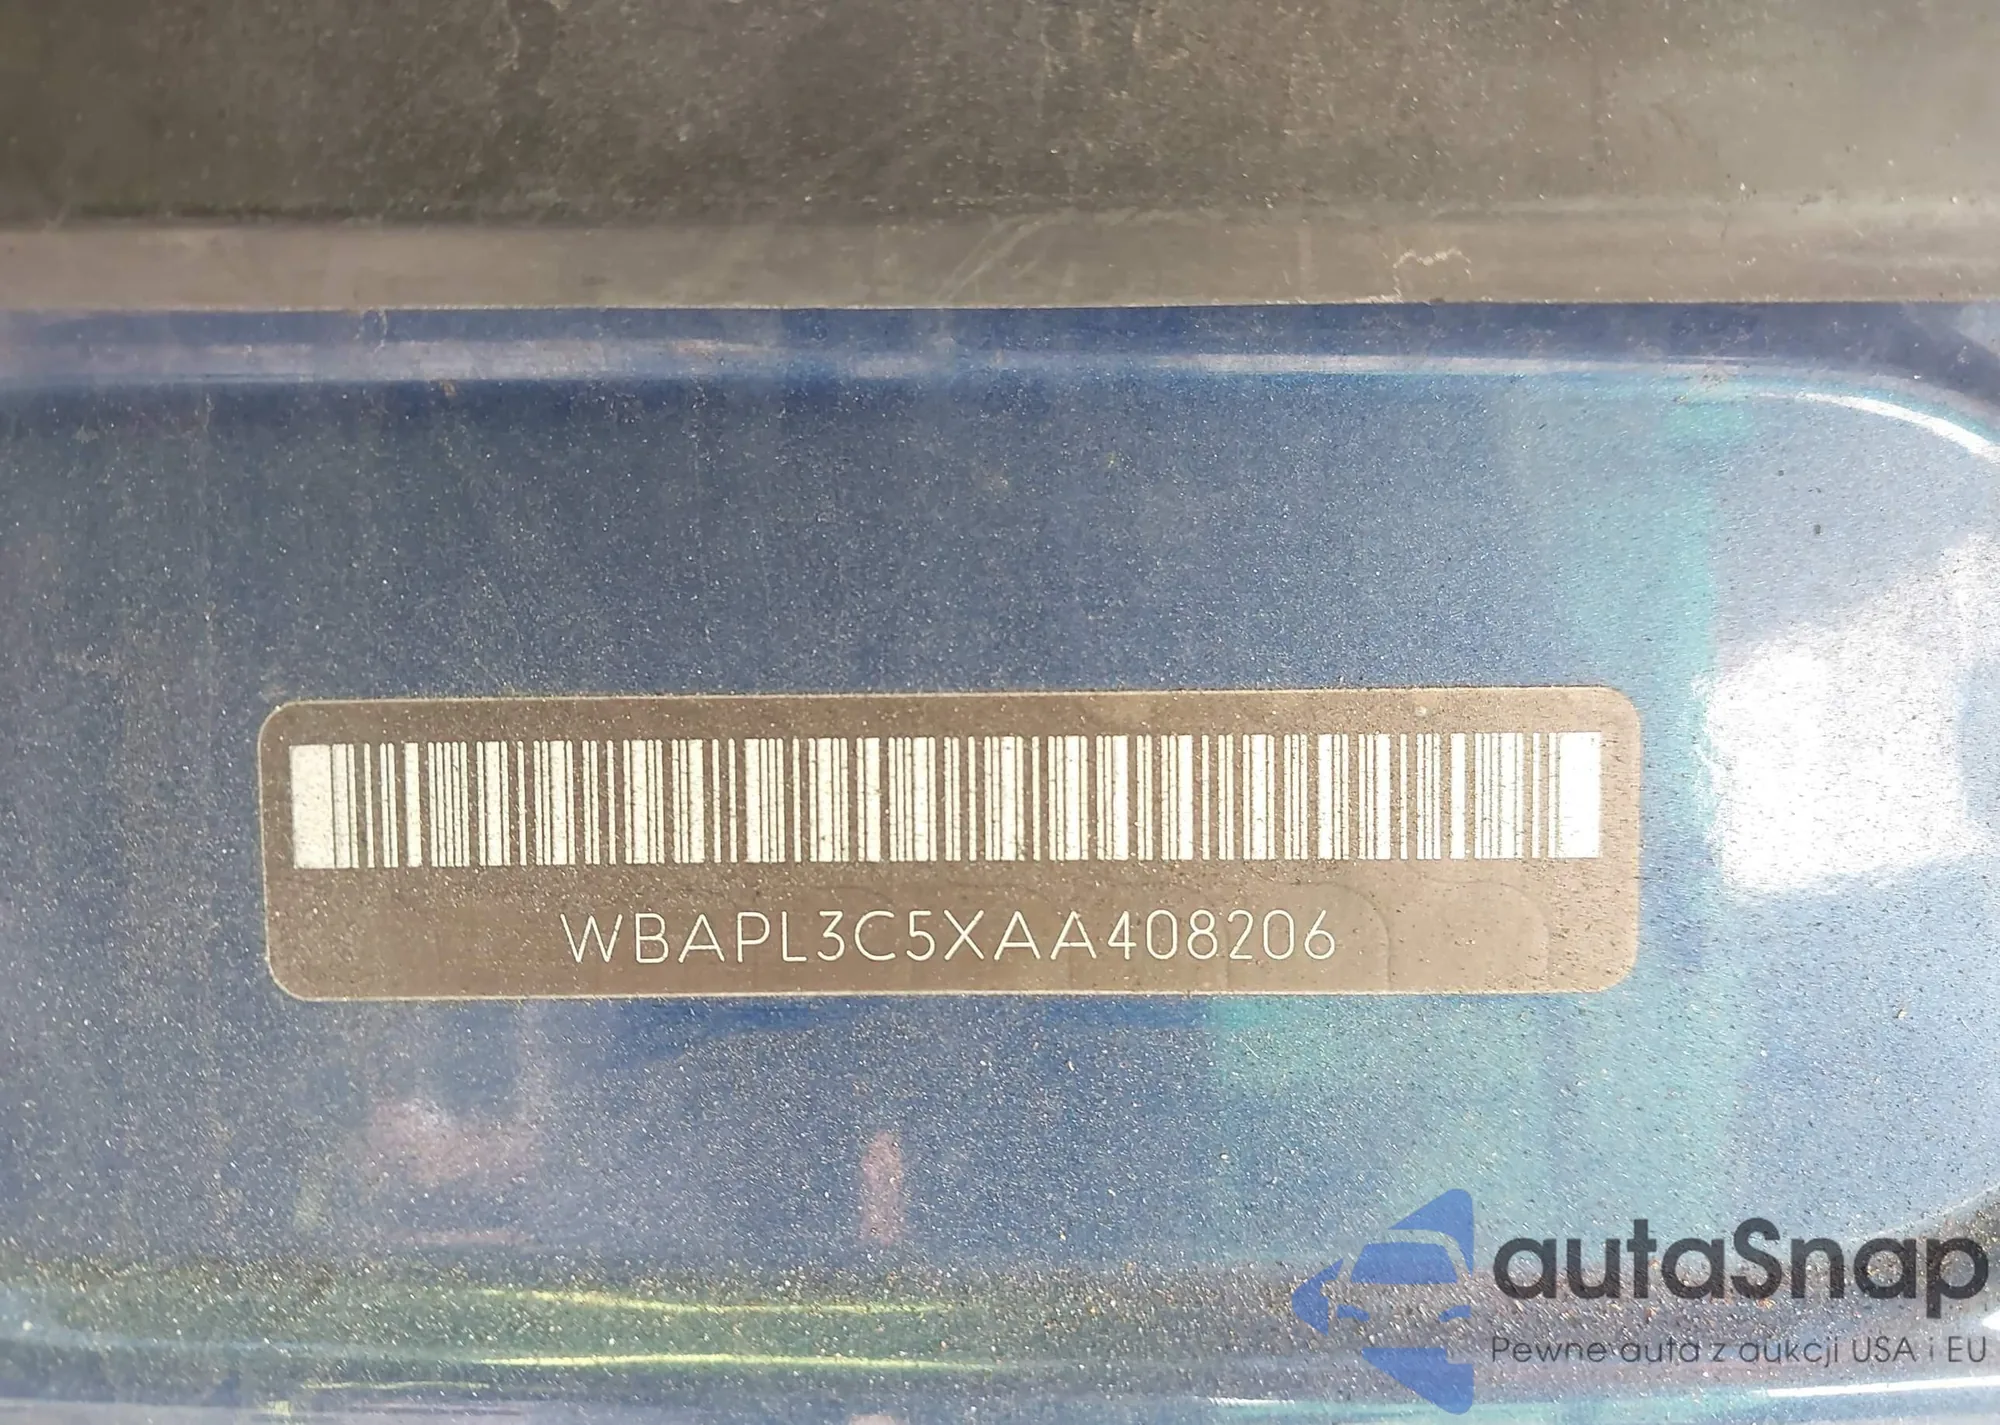 WBAPL3C5XAA408206
autaSnap
Pewne auta z aukcji USA i EU